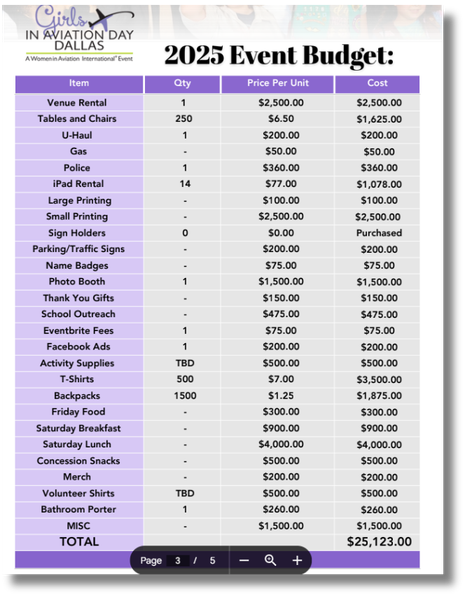 Girls
IN AVIATION DAY
DALLAS
A Women in Aviation International® Event
2025 Event Budget:
Item Qty Price Per Unit Cost
Venue Rental 1 $2,500.00 $2,500.00
Tables and Chairs 250 $6.50 $1,625.00
U-Haul 1 $200.00 $200.00
Gas - $50.00 $50.00
Police 1 $360.00 $360.00
iPad Rental 14 $77.00 $1,078.00
Large Printing - $100.00 $100.00
Small Printing - $2,500.00 $2,500.00
Sign Holders 0 $0.00 Purchased
Parking/Traffic Signs - $200.00 $200.00
Name Badges - $75.00 $75.00
Photo Booth 1 $1,500.00 $1,500.00
Thank You Gifts - $150.00 $150.00
School Outreach - $475.00 $475.00
Eventbrite Fees 1 $75.00 $75.00
Facebook Ads 1 $200.00 $200.00
Activity Supplies TBD $500.00 $500.00
T-Shirts 500 $7.00 $3,500.00
Backpacks 1500 $1.25 $1,875.00
Friday Food - $300.00 $300.00
Saturday Breakfast - $900.00 $900.00
Saturday Lunch - $4,000.00 $4,000.00
Concession Snacks - $500.00 $500.00
Merch - $200.00 $200.00
Volunteer Shirts TBD $500.00 $500.00
Bathroom Porter 1 $260.00 $260.00
MISC - $1,500.00 $1,500.00
TOTAL $25,123.00
Page 3 / 5 − +